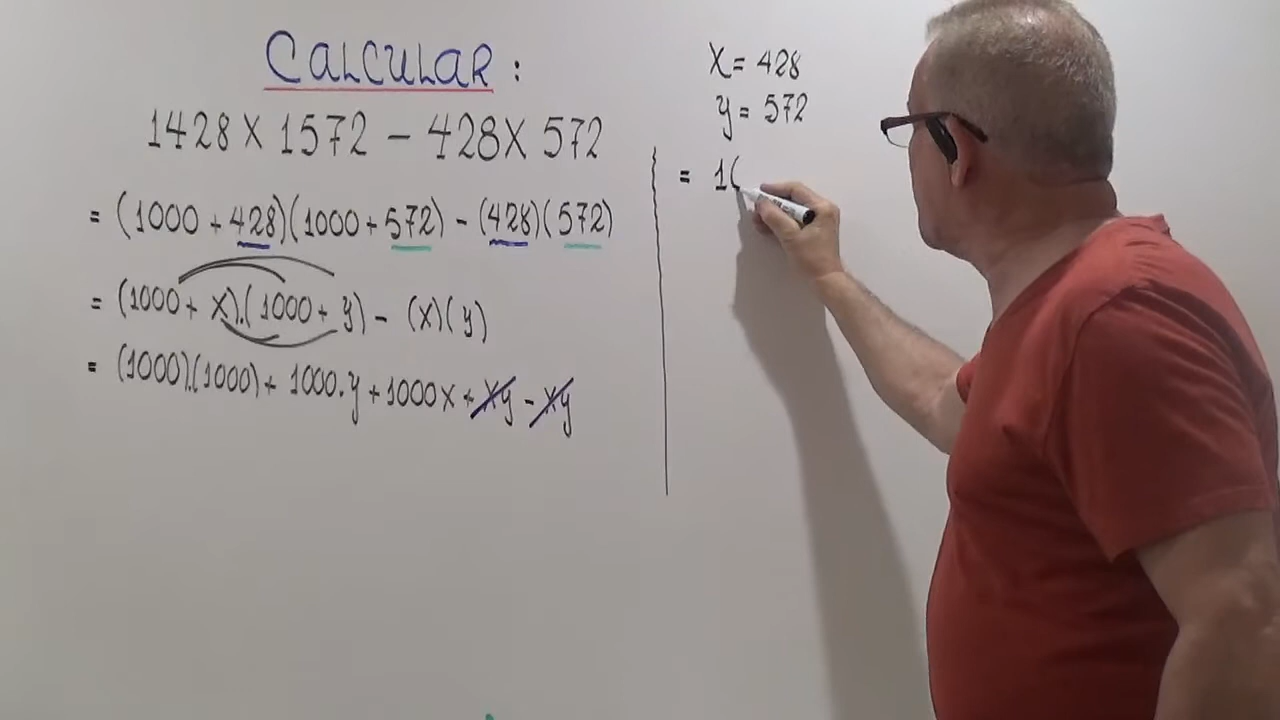 CALCULAR :
1428 X 1572 - 428 X 572
= (1000 + 428)(1000 + 572) - (428)(572)
= (1000 + x).(1000 + y) - (x)(y)
= (1000).(1000) + 1000.y + 1000x + xy - xy
x = 428
y = 572
= 10